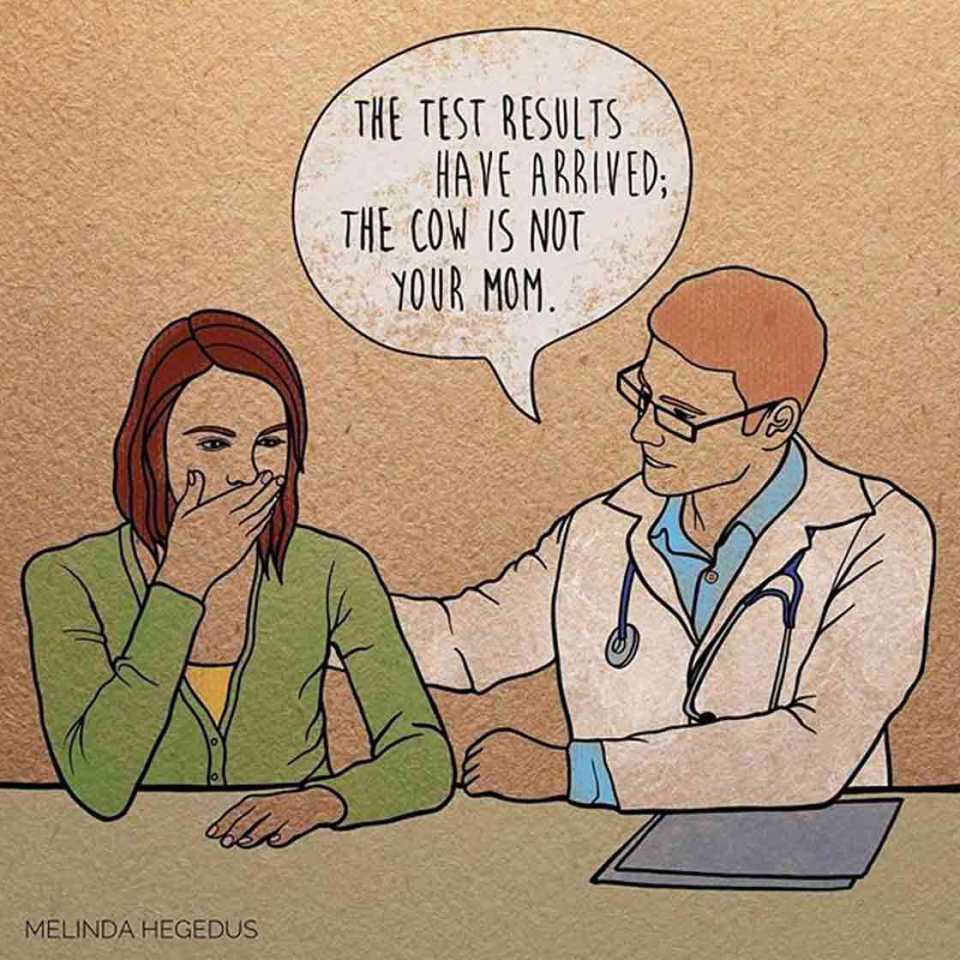 THE TEST RESULTS
HAVE ARRIVED;
THE COW IS NOT
YOUR MOM.
MELINDA HEGEDUS